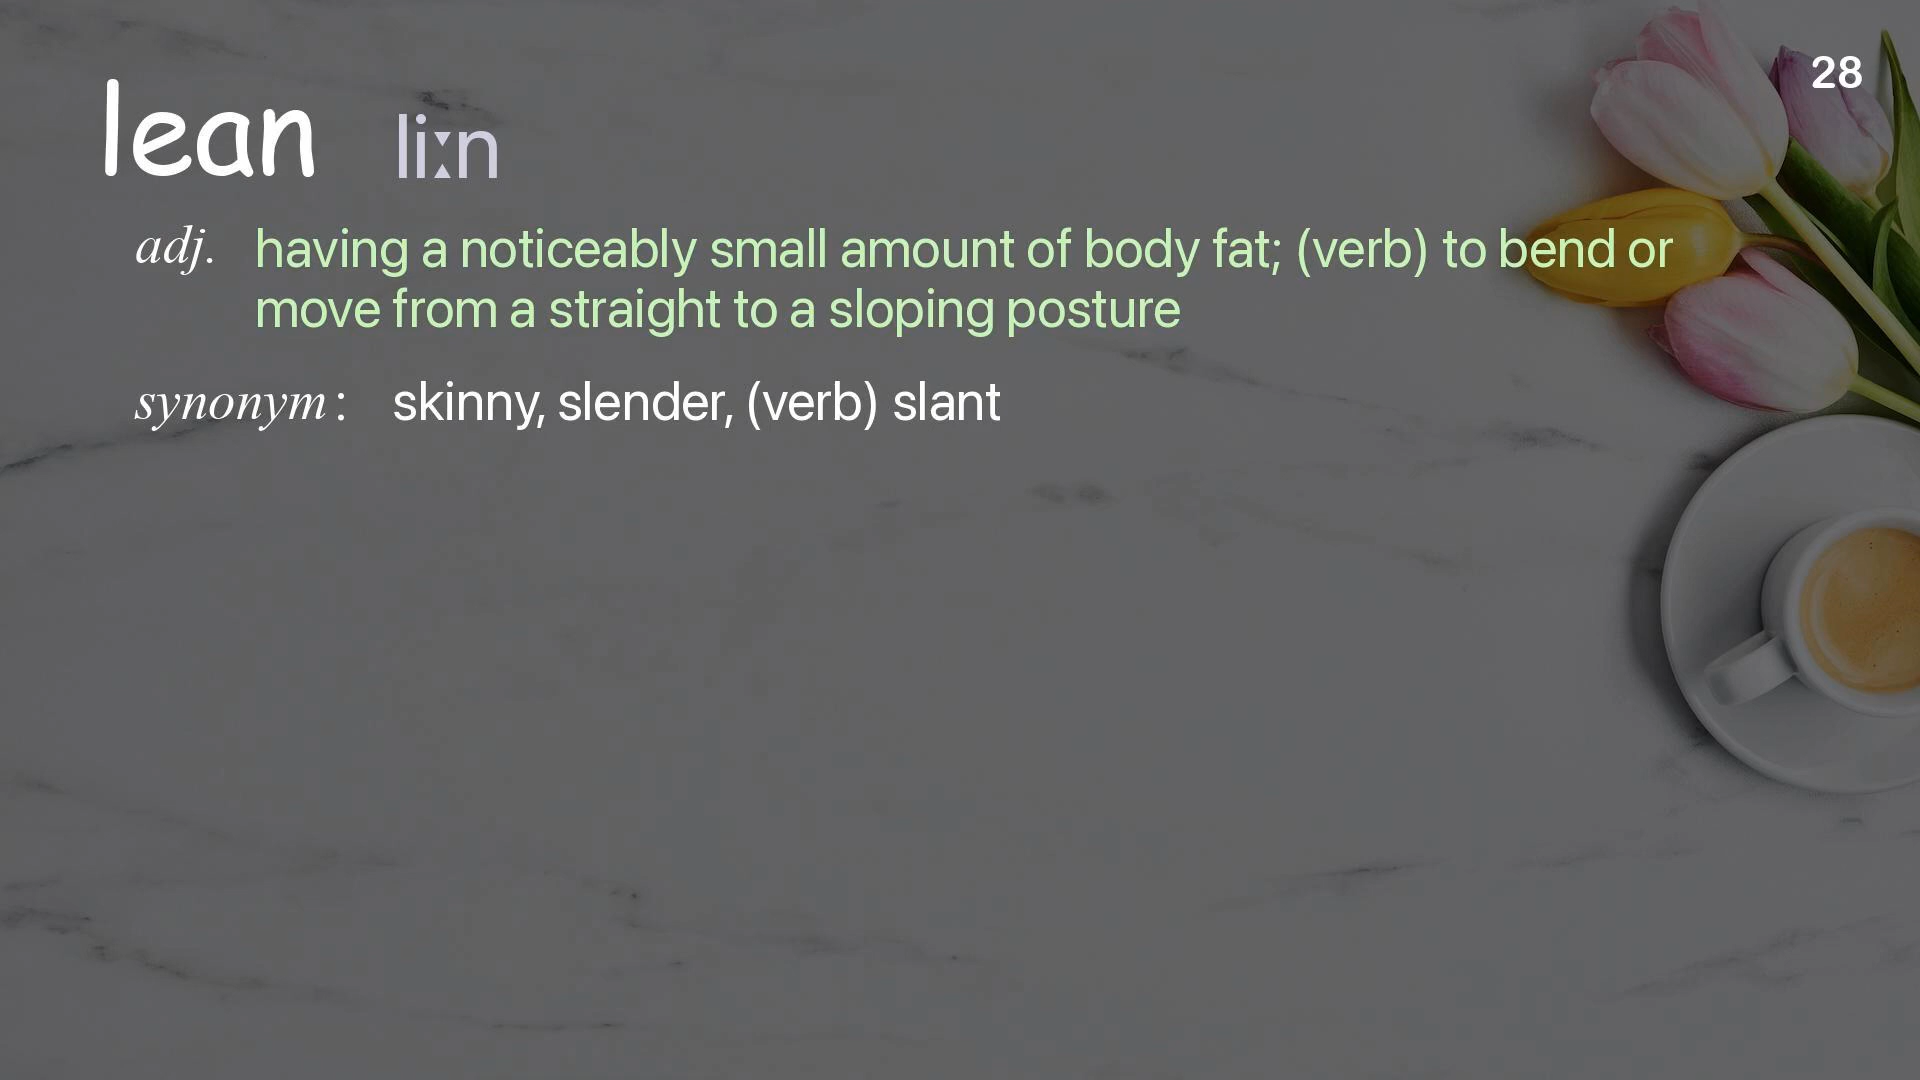 28
lean liːn
adj. having a noticeably small amount of body fat; (verb) to bend or
move from a straight to a sloping posture
synonym: skinny, slender, (verb) slant